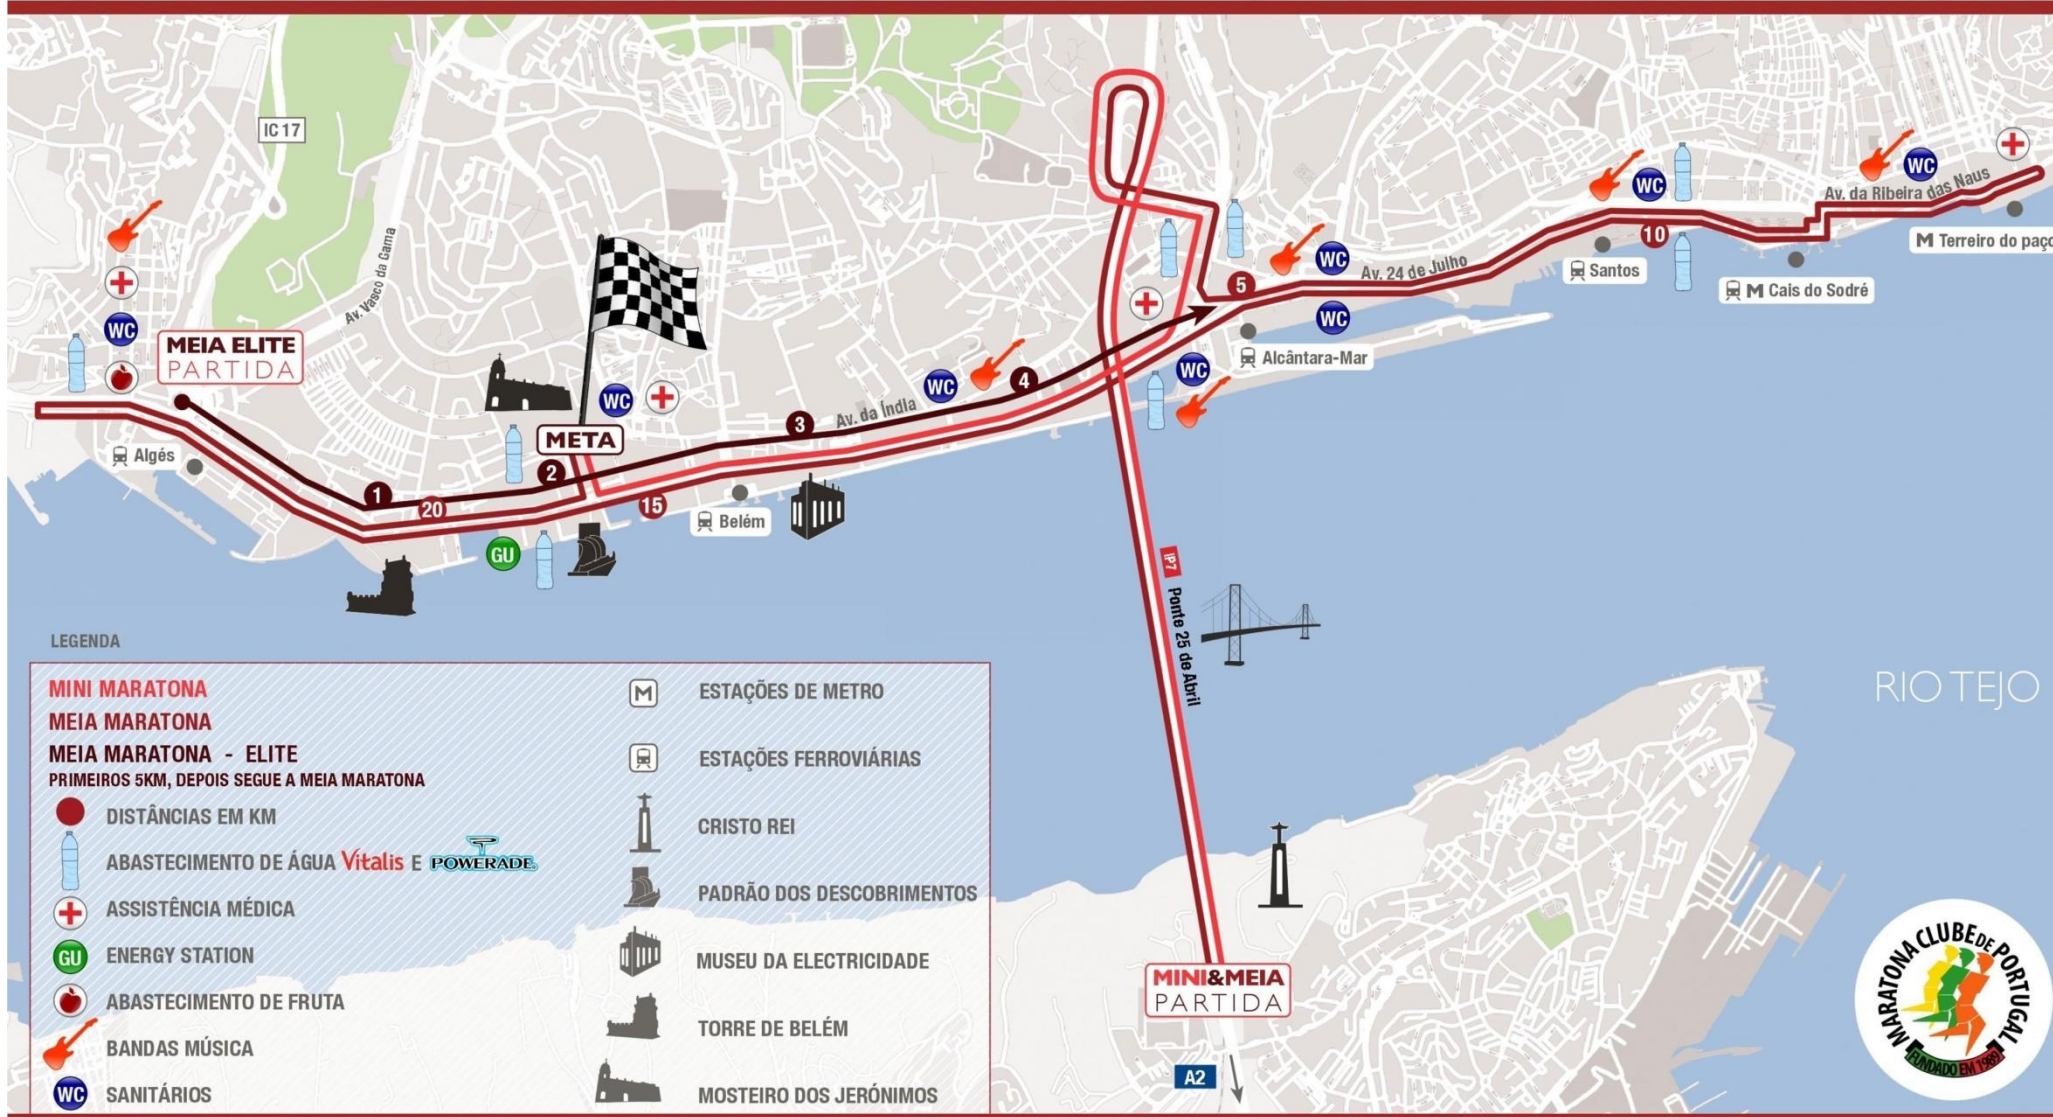 IC 17
Av. Vasco da Gama
MEIA ELITE
PARTIDA
WC
Algés
1
20
2
META
WC
GU
15
Belém
3
Av. da Índia
WC
4
WC
5
WC
WC
Alcântara-Mar
Av. 24 de Julho
WC
10
Santos
M Cais do Sodré
WC
Av. da Ribeira das Naus
M Terreiro do paço
IP7
Ponte 25 de Abril
RIO TEJO
MINI&MEIA
PARTIDA
A2
LEGENDA
MINI MARATONA
MEIA MARATONA
MEIA MARATONA - ELITE
PRIMEIROS 5KM, DEPOIS SEGUE A MEIA MARATONA
DISTÂNCIAS EM KM
ABASTECIMENTO DE ÁGUA Vitalis E POWERADE
ASSISTÊNCIA MÉDICA
GU ENERGY STATION
ABASTECIMENTO DE FRUTA
BANDAS MÚSICA
WC SANITÁRIOS
M ESTAÇÕES DE METRO
ESTAÇÕES FERROVIÁRIAS
CRISTO REI
PADRÃO DOS DESCOBRIMENTOS
MUSEU DA ELECTRICIDADE
TORRE DE BELÉM
MOSTEIRO DOS JERÓNIMOS
MARATONA CLUBE DE PORTUGAL
FUNDADO EM 1989